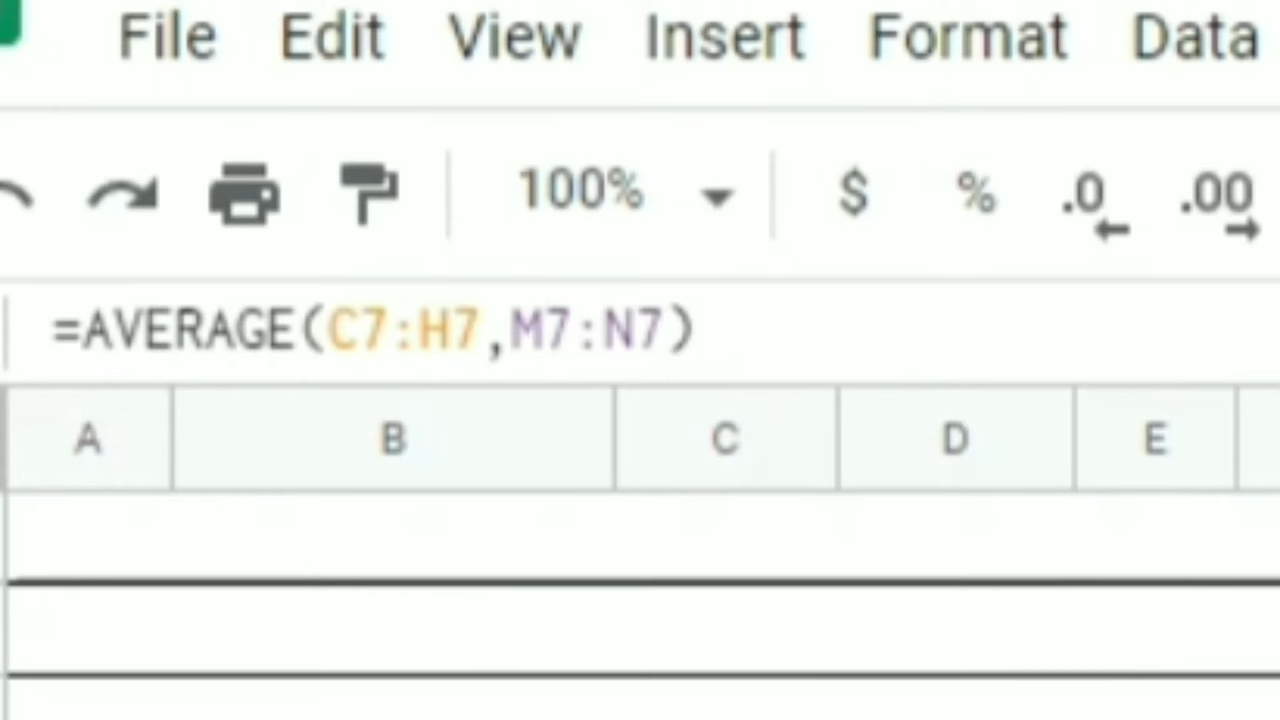 File Edit View Insert Format Data
100% $ % .0 .00
=AVERAGE(C7:H7,M7:N7)
A B C D E